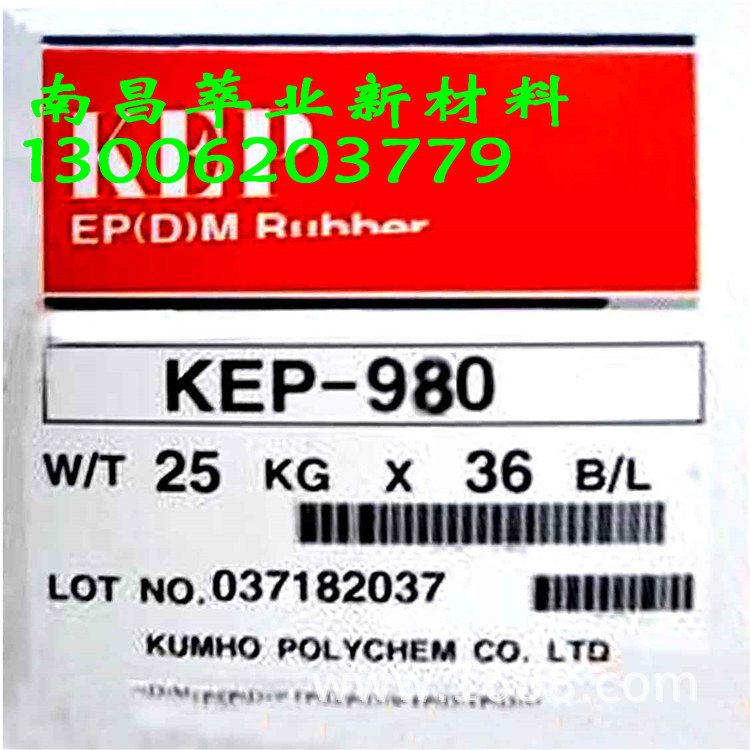 南昌苹业新材料
KEP
13006203779
EP(D)M Rubber
KEP-980
W/T 25 KG X 36 B/L
LOT NO. 037182037
KUMHO POLYCHEM CO. LTD